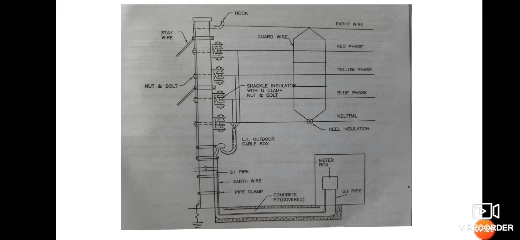 HOOK
EARTH WIRE
STAY
WIRE
GUARD WIRE
RED PHASE
YELLOW PHASE
NUT & BOLT
SHACKLE INSULATOR
WITH U CLAMP
NUT & BOLT
BLUE PHASE
NEUTRAL
REEL INSULATION
L.T. OUTDOOR
CABLE BOX
METER
BOX
GI PIPE
EARTH WIRE
PIPE CLAMP
CONCRETE
PIT(COVERED)
GI PIPE